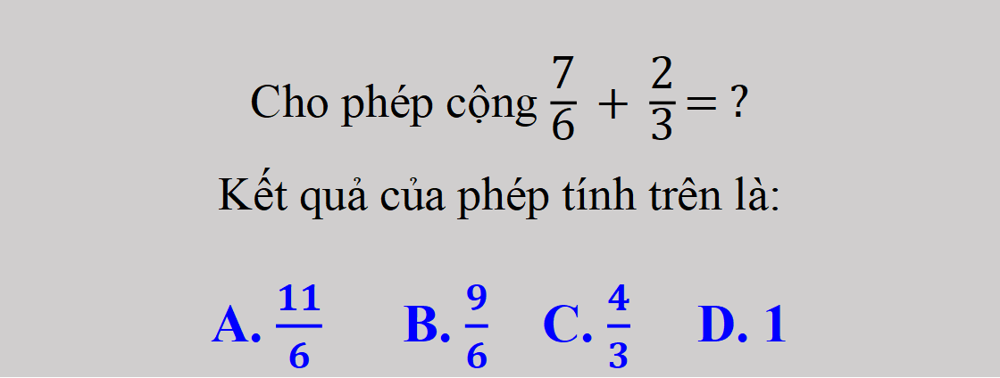 Cho phép cộng 7/6 + 2/3 = ?
Kết quả của phép tính trên là:
A. 11/6 B. 9/6 C. 4/3 D. 1